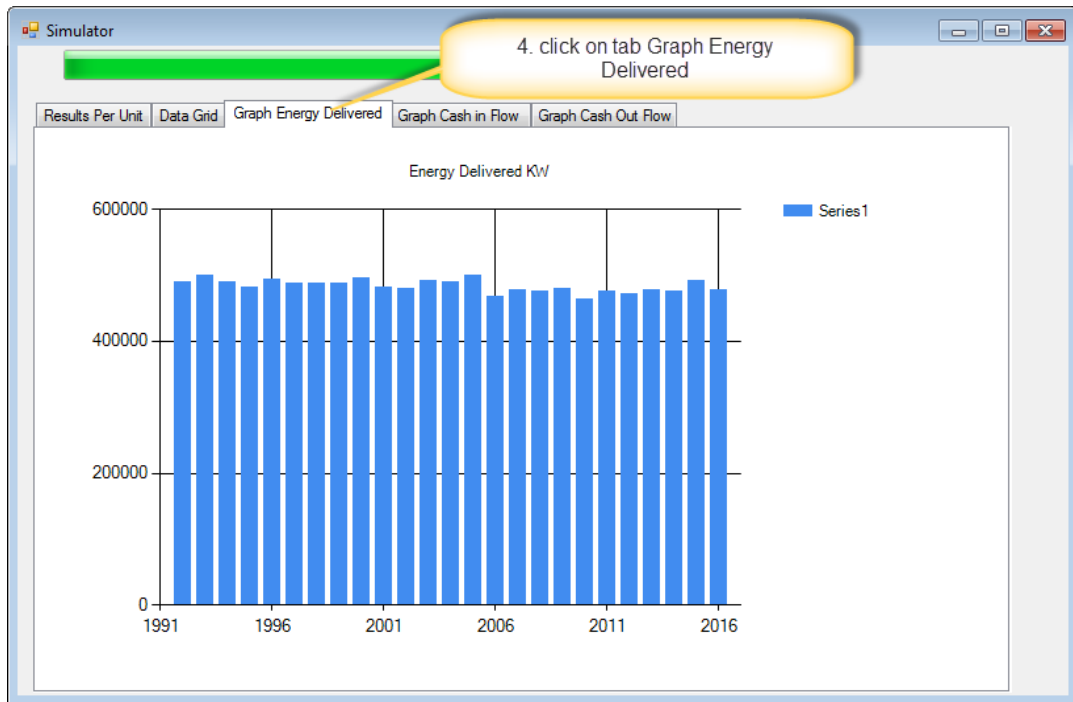 Simulator
4. click on tab Graph Energy
Delivered
Results Per Unit Data Grid Graph Energy Delivered Graph Cash in Flow Graph Cash Out Flow
Energy Delivered KW
Series1
600000
400000
200000
0
1991 1996 2001 2006 2011 2016